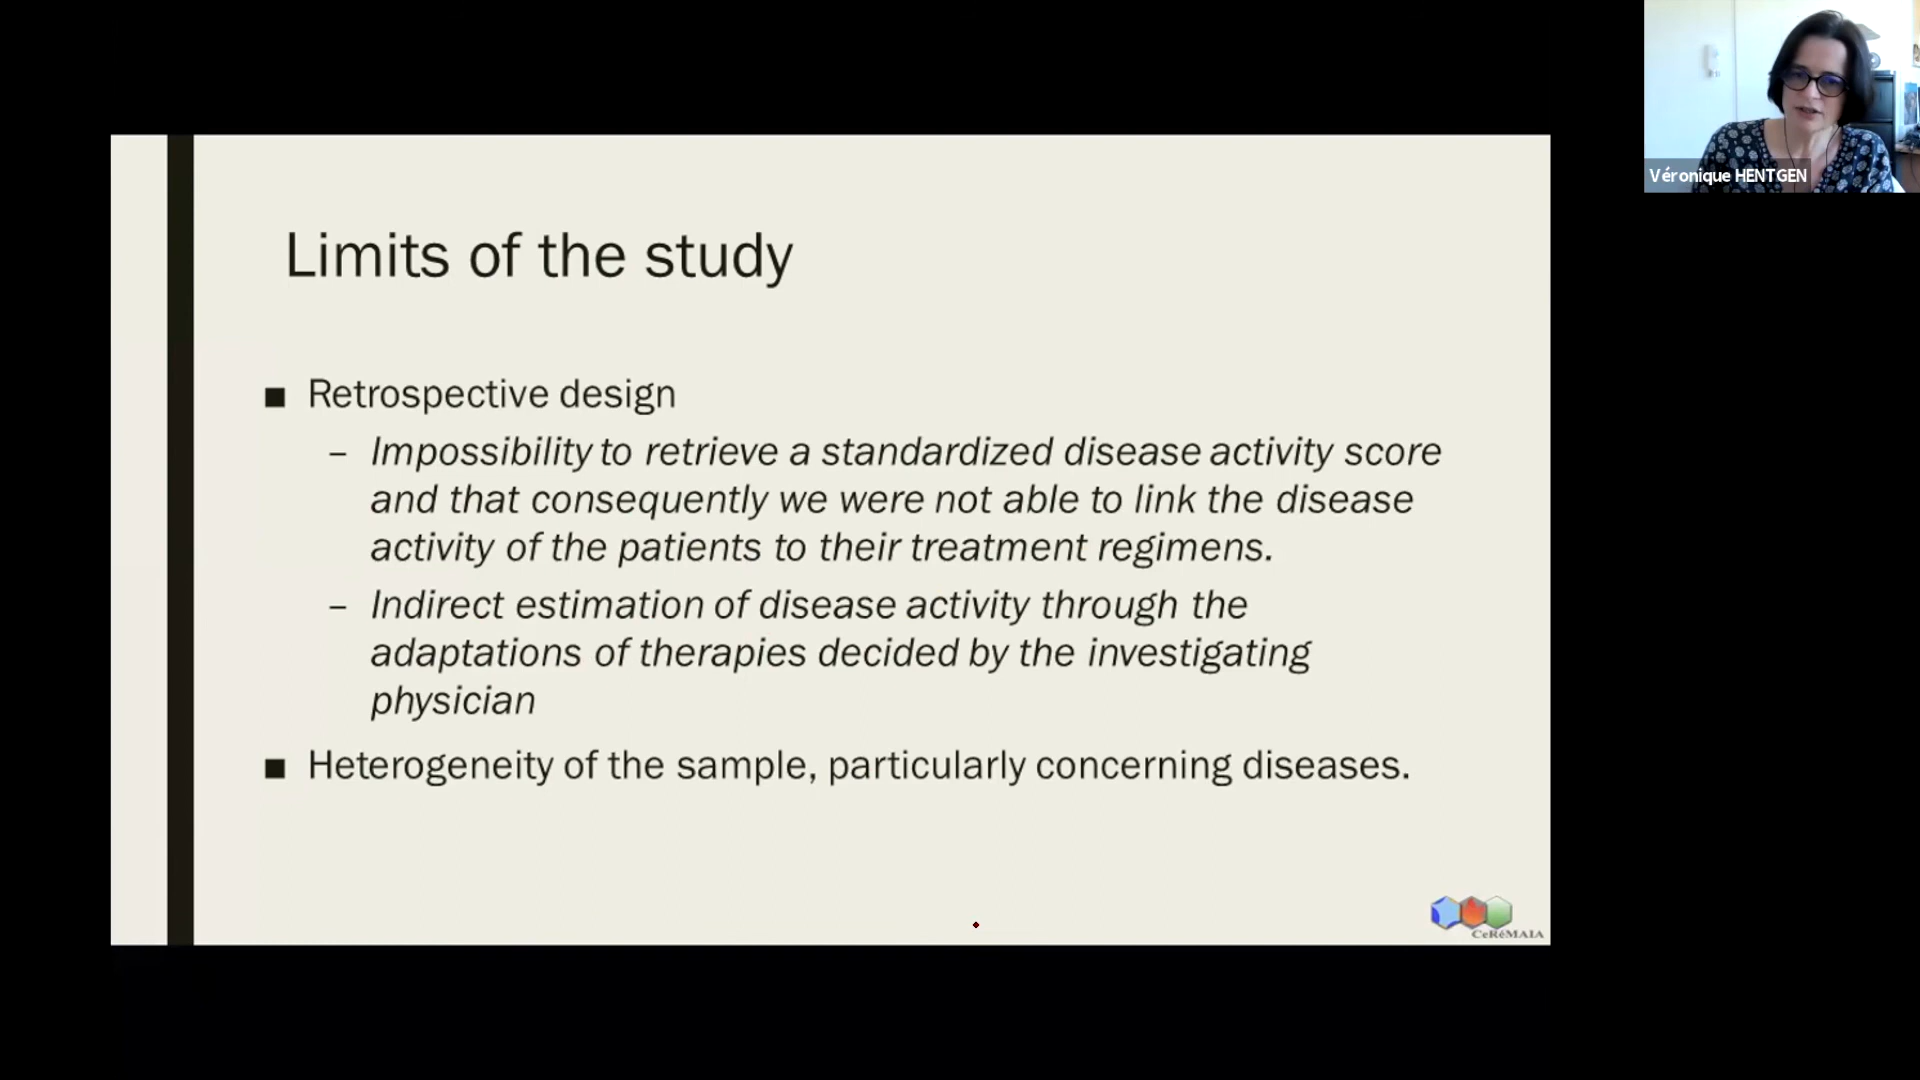 Véronique HENTGEN
Limits of the study
■ Retrospective design
– Impossibility to retrieve a standardized disease activity score
and that consequently we were not able to link the disease
activity of the patients to their treatment regimens.
– Indirect estimation of disease activity through the
adaptations of therapies decided by the investigating
physician
■ Heterogeneity of the sample, particularly concerning diseases.
CeRéMAIA